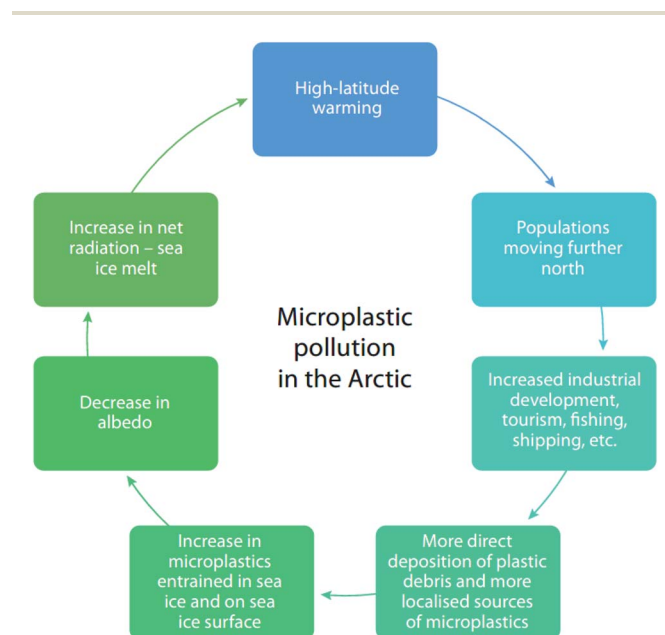 High-latitude
warming
Populations
moving further
north
Increased industrial
development,
tourism, fishing,
shipping, etc.
More direct
deposition of plastic
debris and more
localised sources
of microplastics
Increase in
microplastics
entrained in sea
ice and on sea
ice surface
Decrease in
albedo
Increase in net
radiation – sea
ice melt
Microplastic
pollution
in the Arctic